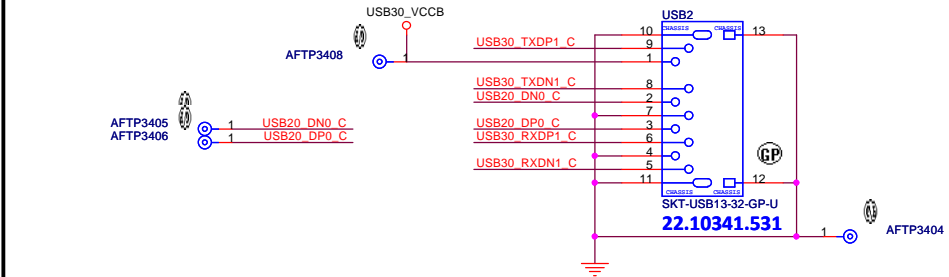 USB30_VCCB
USB2
AFTP3408
1
USB30_TXDP1_C
10
CHASSIS
CHASSIS
13
9
1
USB30_TXDN1_C
8
USB20_DN0_C
2
7
AFTP3405
1
USB20_DN0_C
USB20_DP0_C
3
AFTP3406
1
USB20_DP0_C
USB30_RXDP1_C
6
4
GP
USB30_RXDN1_C
5
11
12
CHASSIS
CHASSIS
SKT-USB13-32-GP-U
22.10341.531
1
AFTP3404